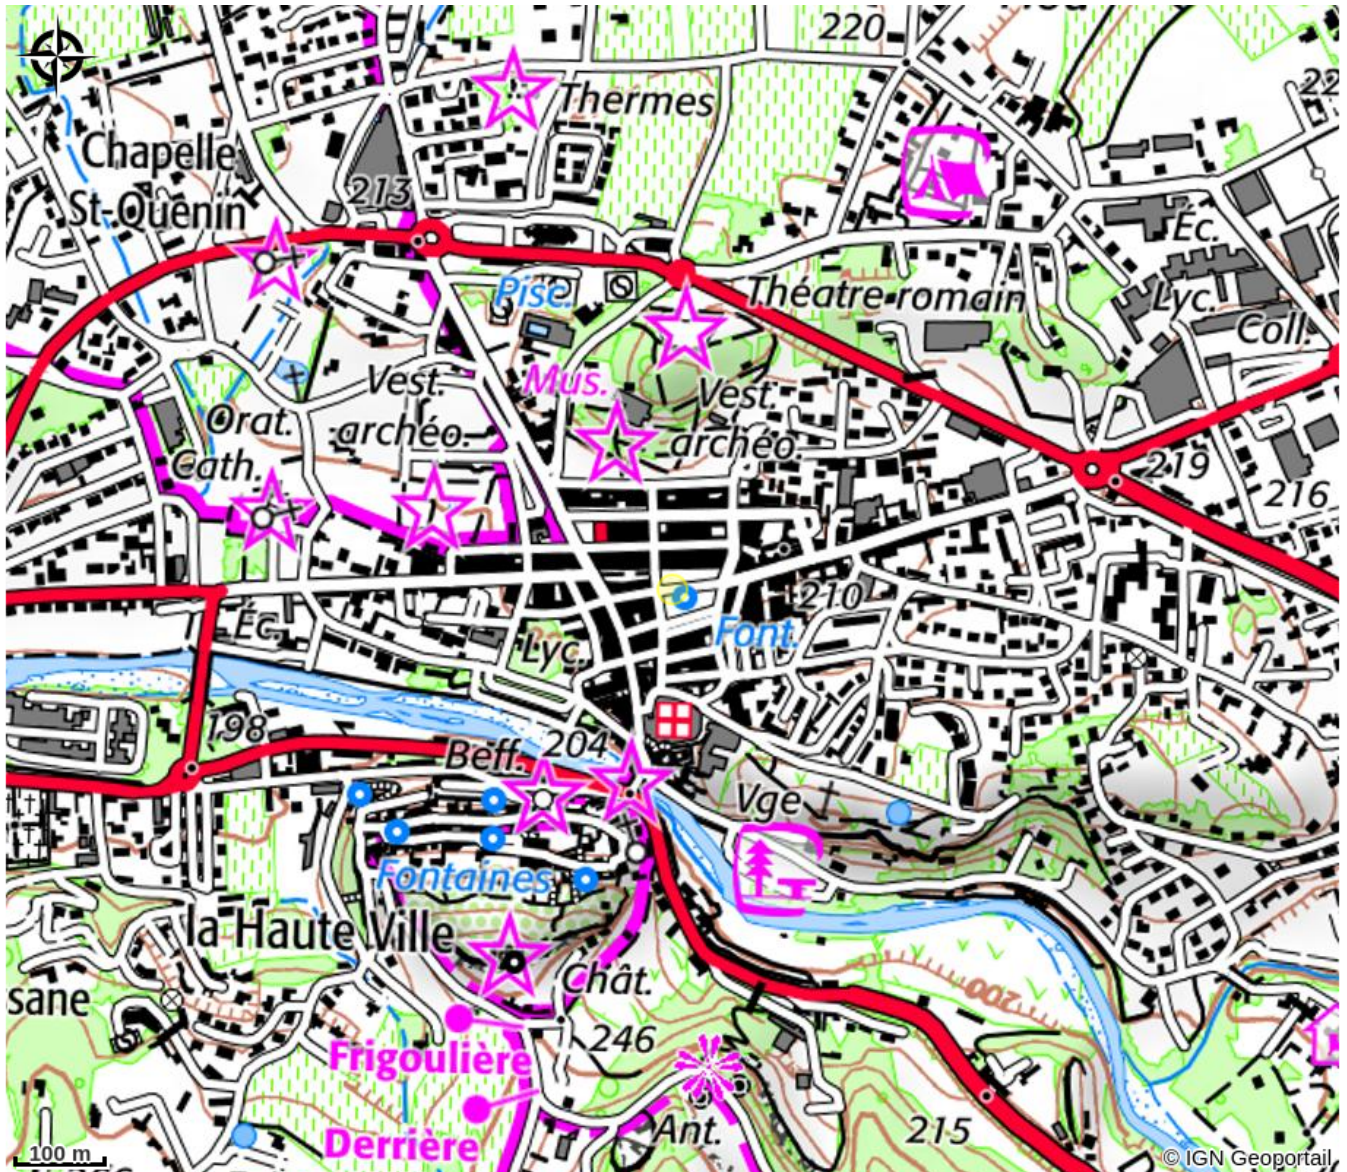 220
22
Thermes
Chapelle
St-Quenin
213
Éc.
Pisc.
Théatre romain
Lyc.
Coll.
Mus.
Vest.
archéo.
Vest.
archéo.
Orat.
Cath.
219
216
210
Font.
Éc.
Lyc.
198
Beff.
204
Vge
Fontaines
la Haute Ville
Chât.
sane
200
246
Frigoulière
Derrière
Ant.
215
100 m
© IGN Geoportail